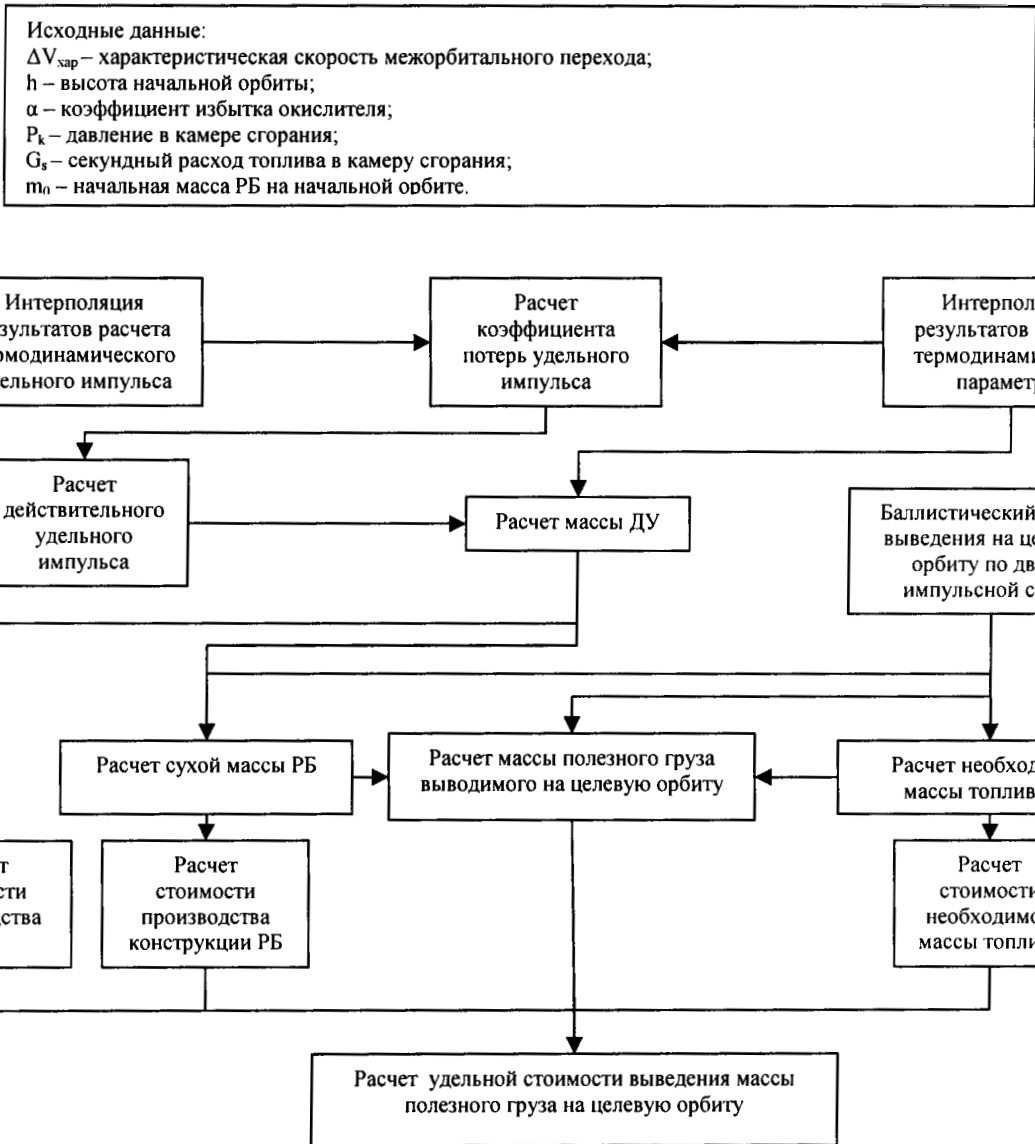 Исходные данные:
ΔVхар – характеристическая скорость межорбитального перехода;
h – высота начальной орбиты;
α – коэффициент избытка окислителя;
Pk – давление в камере сгорания;
Gs – секундный расход топлива в камеру сгорания;
m0 – начальная масса РБ на начальной орбите.
Интерполяция
зультатов расчета
рмодинамического
ельного импульса
Расчет
коэффициента
потерь удельного
импульса
Интерпол
результатов
термодинами
парамет
Расчет
действительного
удельного
импульса
Расчет массы ДУ
Баллистический
выведения на це
орбиту по дв
импульсной с
Расчет сухой массы РБ
Расчет массы полезного груза
выводимого на целевую орбиту
Расчет необход
массы топлив
т
сти
ства
Расчет
стоимости
производства
конструкции РБ
Расчет
стоимости
необходимо
массы топли
Расчет удельной стоимости выведения массы
полезного груза на целевую орбиту